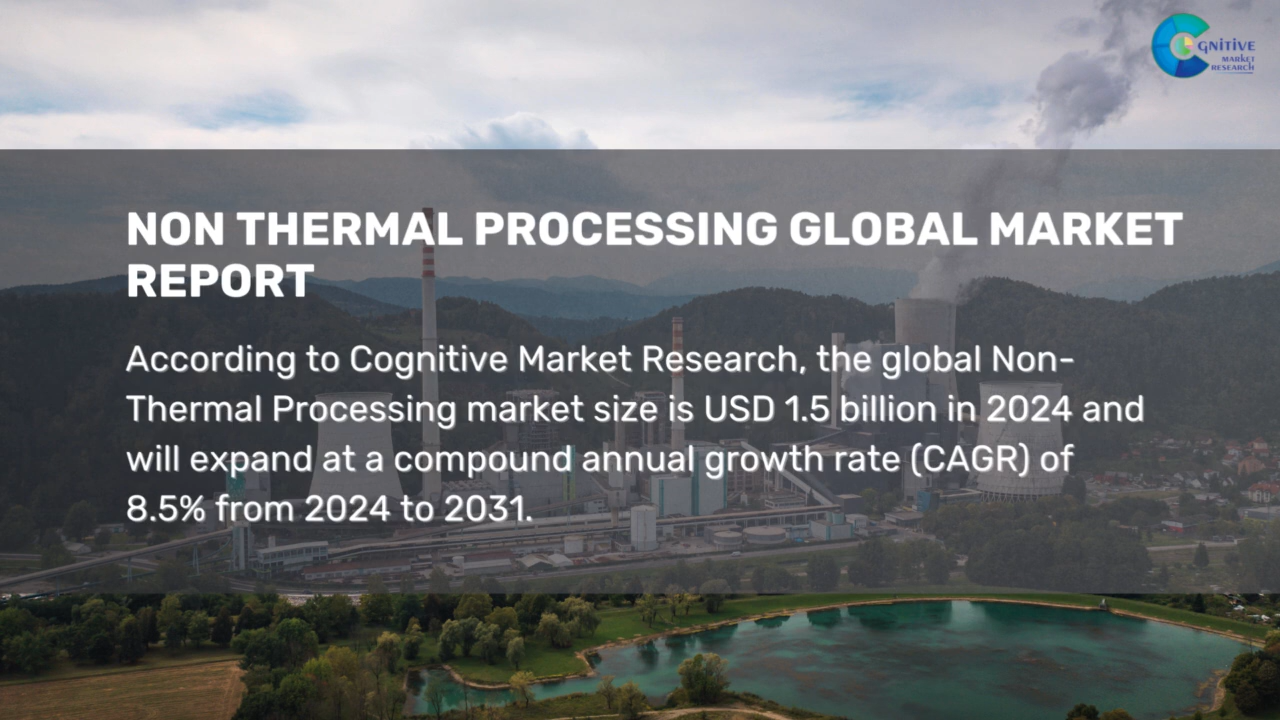 GNITIVE
MARKET
RESEARCH
NON THERMAL PROCESSING GLOBAL MARKET
REPORT
According to Cognitive Market Research, the global Non-
Thermal Processing market size is USD 1.5 billion in 2024 and
will expand at a compound annual growth rate (CAGR) of
8.5% from 2024 to 2031.